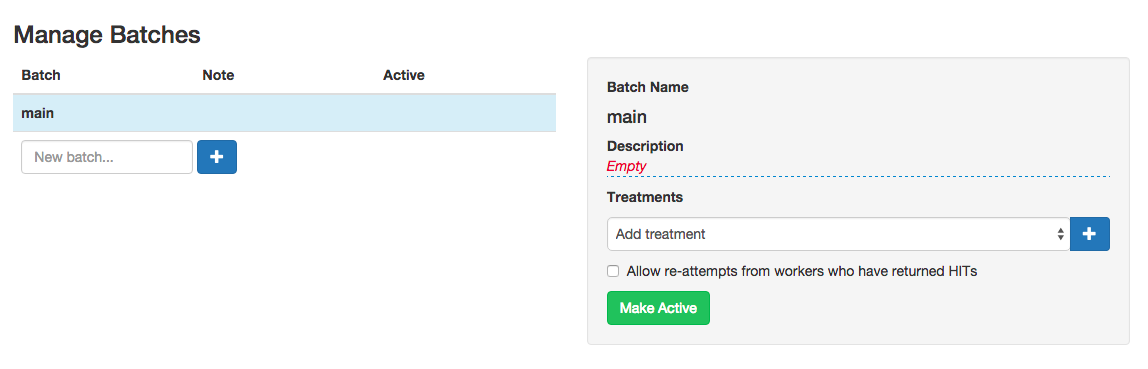 Manage Batches
Batch Note Active
main
New batch...
Batch Name
main
Description
Empty
Treatments
Add treatment
Allow re-attempts from workers who have returned HITs
Make Active